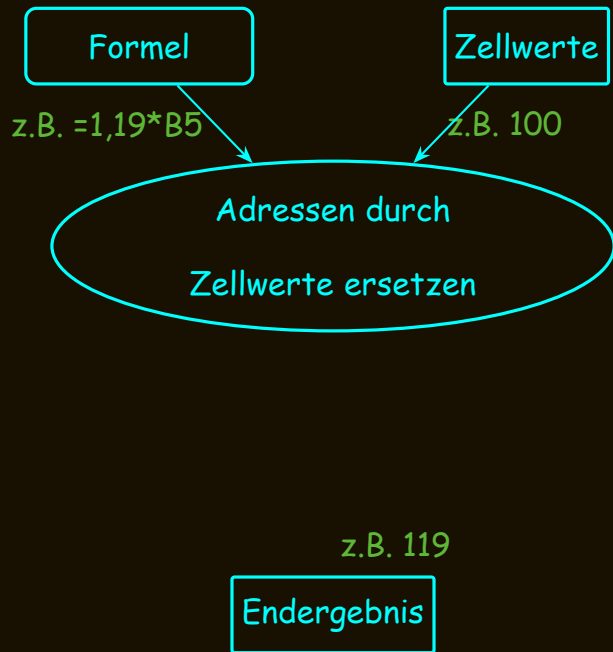 Formel
Zellwerte
z.B. =1,19*B5
z.B. 100
Adressen durch
Zellwerte ersetzen
z.B. 119
Endergebnis